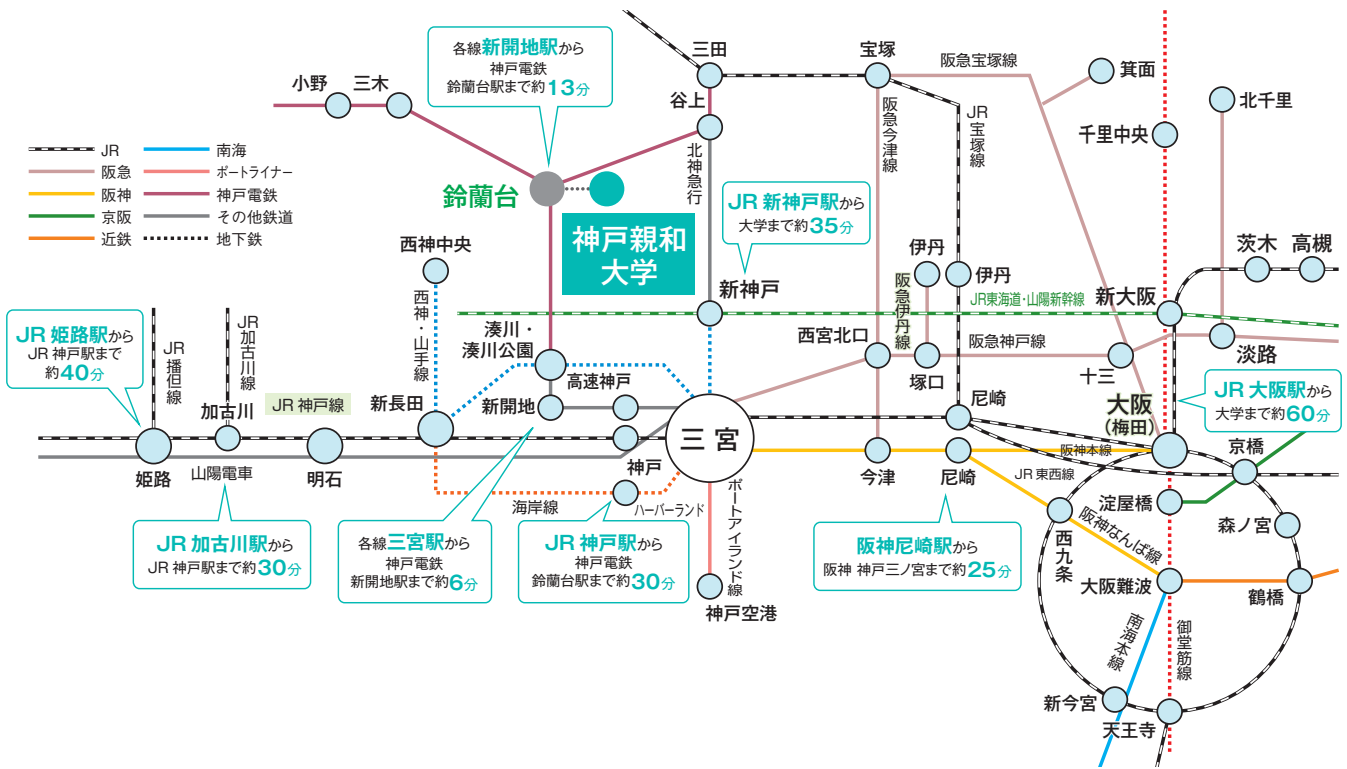 各線新開地駅から
神戸電鉄
鈴蘭台駅まで約13分
三田
宝塚
阪急宝塚線
箕面
小野
三木
谷上
北千里
JR宝塚線
阪急今津線
千里中央
JR
南海
阪急
ポートライナー
阪神
神戸電鉄
京阪
その他鉄道
近鉄
地下鉄
北神急行
鈴蘭台
神戸親和
大学
JR 新神戸駅から
大学まで約35分
西神中央
伊丹
伊丹
茨木
高槻
西神・山手線
新神戸
阪急伊丹線
JR東海道・山陽新幹線
新大阪
JR 姫路駅から
JR 神戸駅まで
約40分
JR播但線
JR加古川線
湊川・
湊川公園
西宮北口
阪急神戸線
淡路
塚口
十三
高速神戸
JR 神戸線
加古川
新長田
新開地
尼崎
大阪
(梅田)
JR 大阪駅から
大学まで約60分
三宮
阪神本線
京橋
神戸
姫路
山陽電車
明石
今津
尼崎
JR 東西線
海岸線
ハーバーランド
ポートアイランド線
淀屋橋
森ノ宮
阪神なんば線
西九条
JR 加古川駅から
JR 神戸駅まで約30分
各線三宮駅から
神戸電鉄
新開地駅まで約6分
JR 神戸駅から
神戸電鉄
鈴蘭台駅まで約30分
阪神尼崎駅から
阪神 神戸三ノ宮まで約25分
神戸空港
大阪難波
鶴橋
南海本線
御堂筋線
新今宮
天王寺